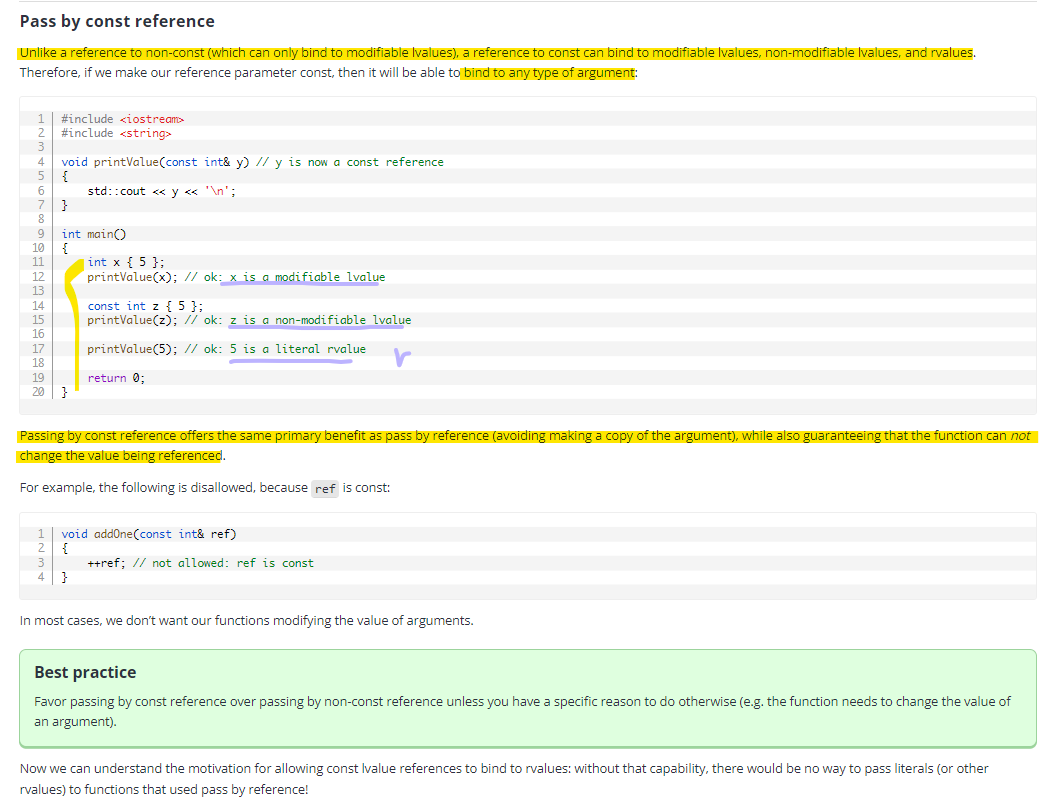 Pass by const reference
Unlike a reference to non-const (which can only bind to modifiable lvalues), a reference to const can bind to modifiable lvalues, non-modifiable lvalues, and rvalues.
Therefore, if we make our reference parameter const, then it will be able to bind to any type of argument:
1 #include <iostream>
2 #include <string>
3
4 void printValue(const int& y) // y is now a const reference
5 {
6     std::cout << y << '\n';
7 }
8
9 int main()
10 {
11     int x { 5 };
12     printValue(x); // ok: x is a modifiable lvalue
13
14     const int z { 5 };
15     printValue(z); // ok: z is a non-modifiable lvalue
16
17     printValue(5); // ok: 5 is a literal rvalue r
18
19     return 0;
20 }
Passing by const reference offers the same primary benefit as pass by reference (avoiding making a copy of the argument), while also guaranteeing that the function can not
change the value being referenced.
For example, the following is disallowed, because ref is const:
1 void addOne(const int& ref)
2 {
3     ++ref; // not allowed: ref is const
4 }
In most cases, we don’t want our functions modifying the value of arguments.
Best practice
Favor passing by const reference over passing by non-const reference unless you have a specific reason to do otherwise (e.g. the function needs to change the value of
an argument).
Now we can understand the motivation for allowing const lvalue references to bind to rvalues: without that capability, there would be no way to pass literals (or other
rvalues) to functions that used pass by reference!